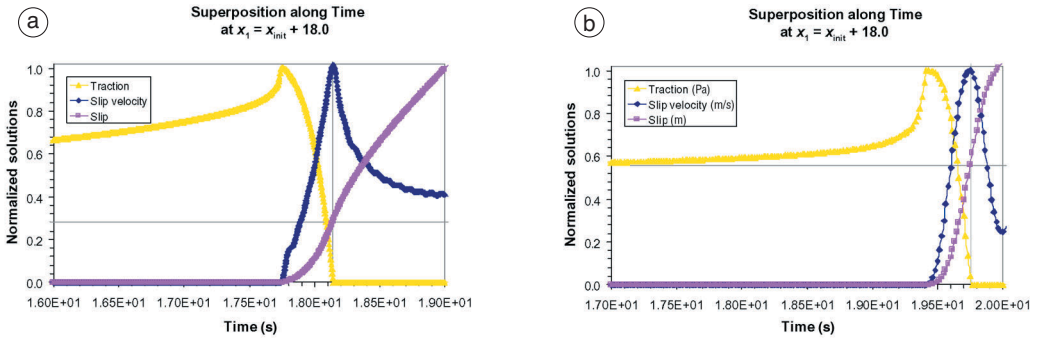 a
Superposition along Time
at x₁ = x_init + 18.0
Normalized solutions
1.0
0.8
0.6
0.4
0.2
0.0
Traction
Slip velocity
Slip
1.60E+01 1.65E+01 1.70E+01 1.75E+01 1.80E+01 1.85E+01 1.90E+01
Time (s)
b
Superposition along Time
at x₁ = x_init + 18.0
Normalized solutions
1.0
0.8
0.6
0.4
0.2
0.0
Traction (Pa)
Slip velocity (m/s)
Slip (m)
1.70E+01 1.75E+01 1.80E+01 1.85E+01 1.90E+01 1.95E+01 2.00E+01
Time (s)